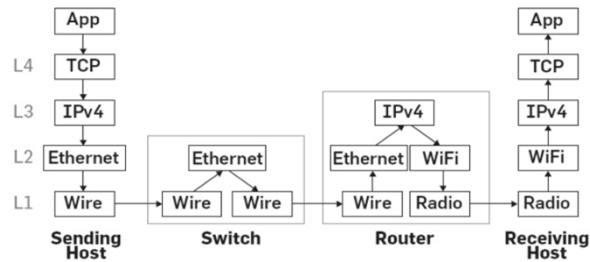 App
App
L4
TCP
TCP
L3
IPv4
IPv4
IPv4
L2
Ethernet
Ethernet
Ethernet
WiFi
WiFi
L1
Wire
Wire
Wire
Wire
Radio
Radio
Sending
Host
Switch
Router
Receiving
Host